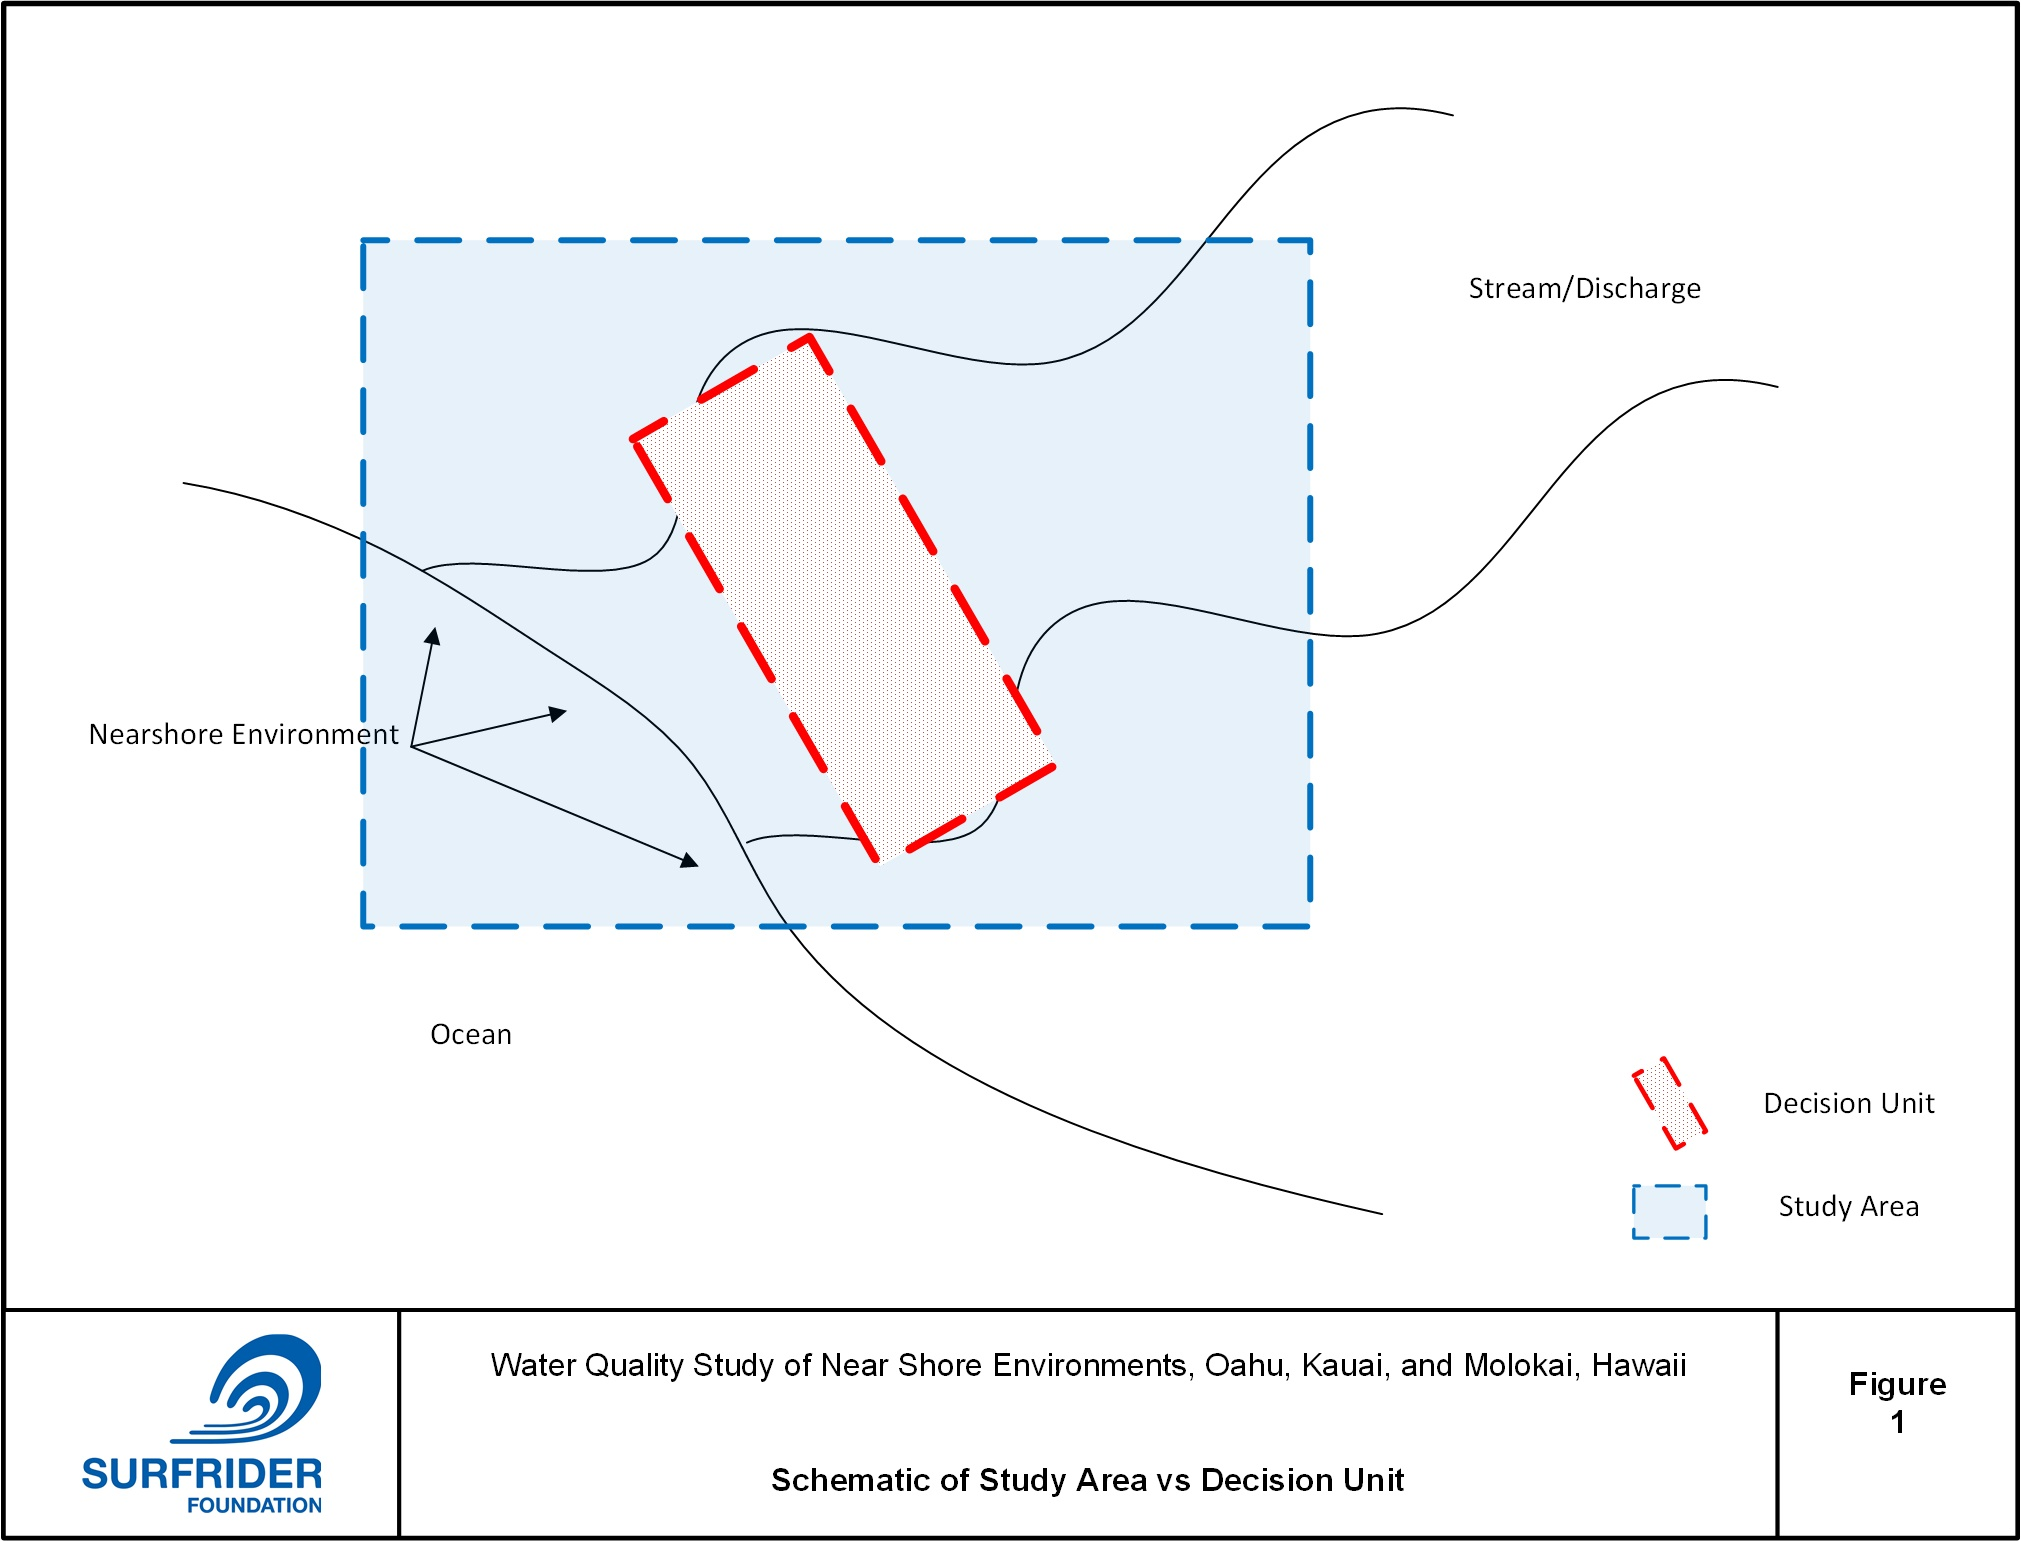 Stream/Discharge
Nearshore Environment
Ocean
Decision Unit
Study Area
SURFRIDER
FOUNDATION
Water Quality Study of Near Shore Environments, Oahu, Kauai, and Molokai, Hawaii
Schematic of Study Area vs Decision Unit
Figure
1